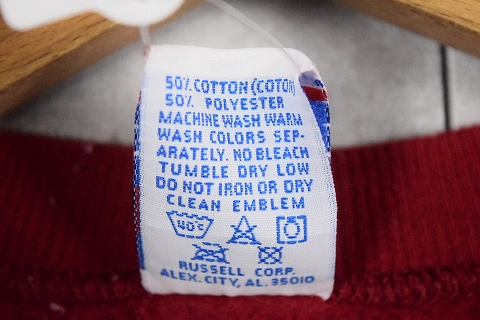 50% COTTON (COTON)
50% POLYESTER
MACHINE WASH WARM
WASH COLORS SEP-
ARATELY. NO BLEACH
TUMBLE DRY LOW
DO NOT IRON OR DRY
CLEAN EMBLEM
40°C
RUSSELL CORP.
ALEX. CITY, AL. 35010